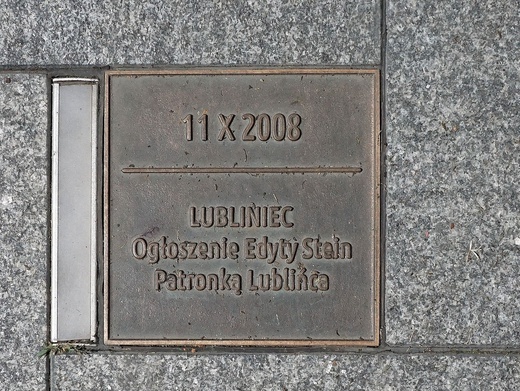 11 X 2008
LUBLINIEC
Ogłoszenie Edyty Stein
Patronką Lublińca